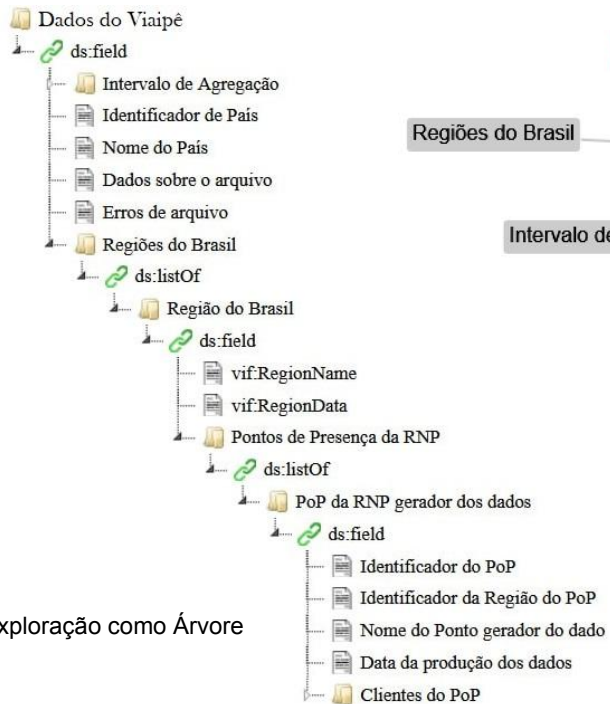 Dados do Viaipê
ds:field
Intervalo de Agregação
Identificador de País
Regiões do Brasil
Nome do País
Dados sobre o arquivo
Erros de arquivo
Intervalo de
Regiões do Brasil
ds:listOf
Região do Brasil
ds:field
vif:RegionName
vif:RegionData
Pontos de Presença da RNP
ds:listOf
PoP da RNP gerador dos dados
ds:field
Identificador do PoP
Identificador da Região do PoP
xploração como Árvore
Nome do Ponto gerador do dado
Data da produção dos dados
Clientes do PoP